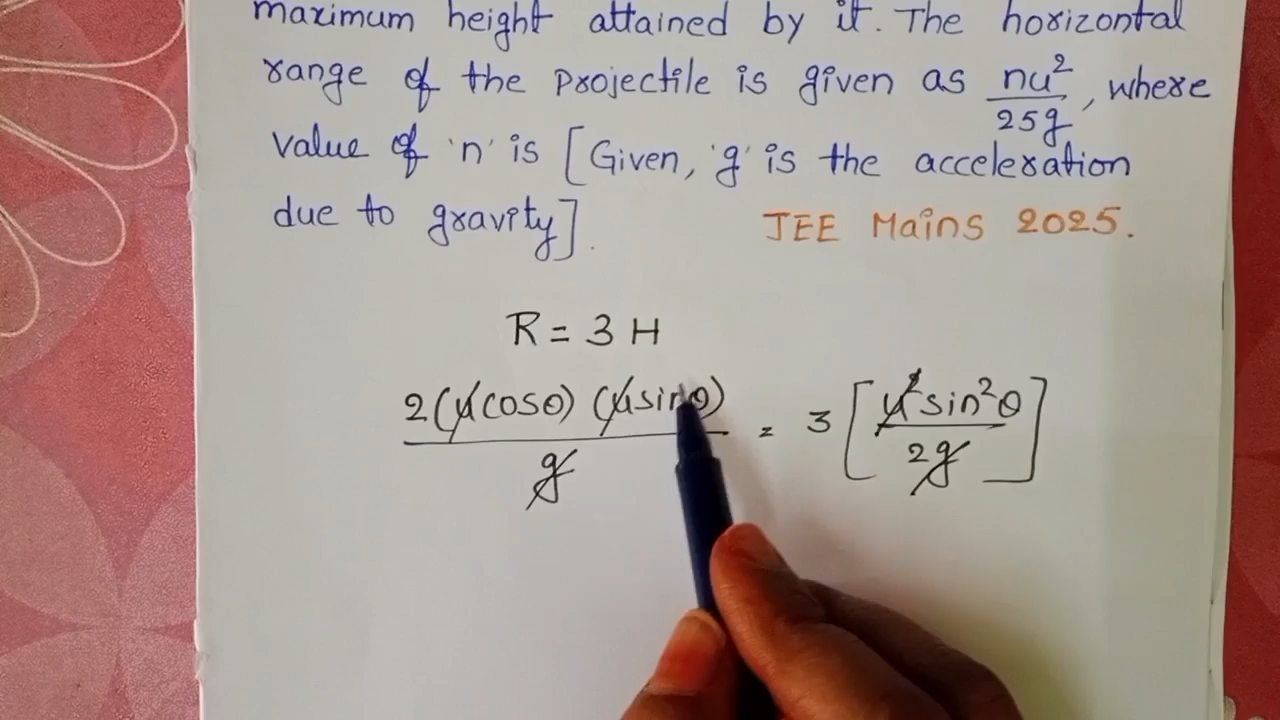 maximum height attained by it. The horizontal
range of the projectile is given as nu²/25g, where
value of 'n' is [Given, 'g' is the acceleration
due to gravity].
JEE Mains 2025.
R = 3 H
2(u cosθ) (u sinθ)/g = 3 [u² sin²θ/2g]